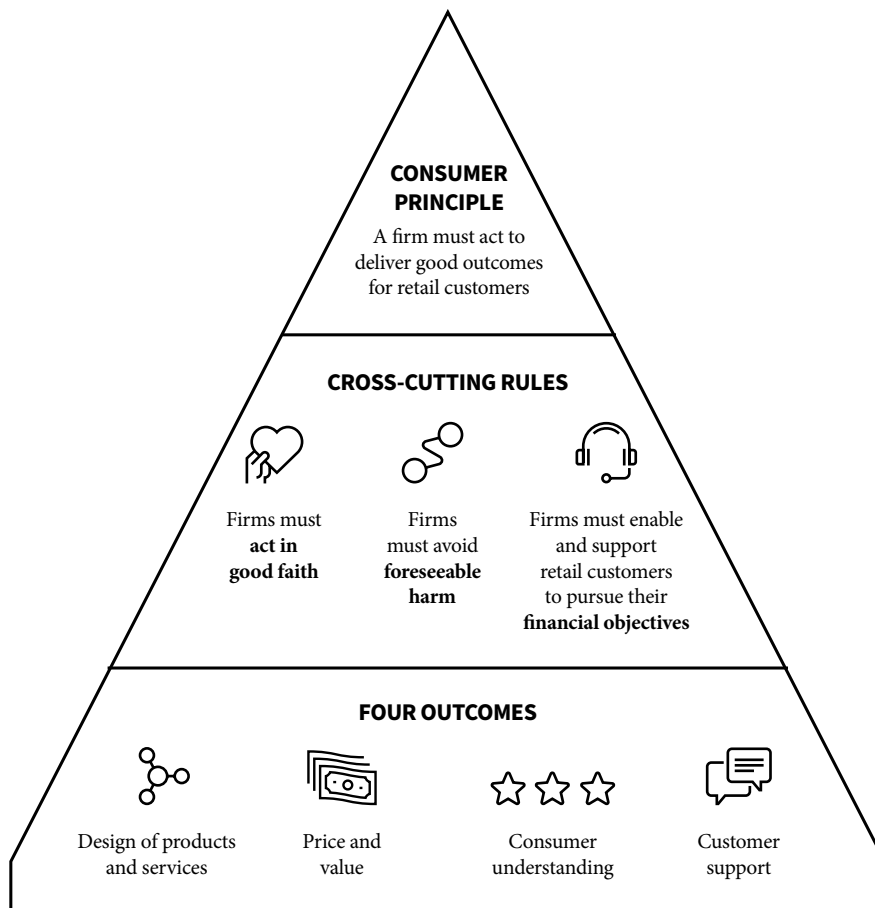 CONSUMER
PRINCIPLE
A firm must act to
deliver good outcomes
for retail customers
CROSS-CUTTING RULES
Firms must
act in
good faith
Firms
must avoid
foreseeable
harm
Firms must enable
and support
retail customers
to pursue their
financial objectives
FOUR OUTCOMES
Design of products
and services
Price and
value
Consumer
understanding
Customer
support